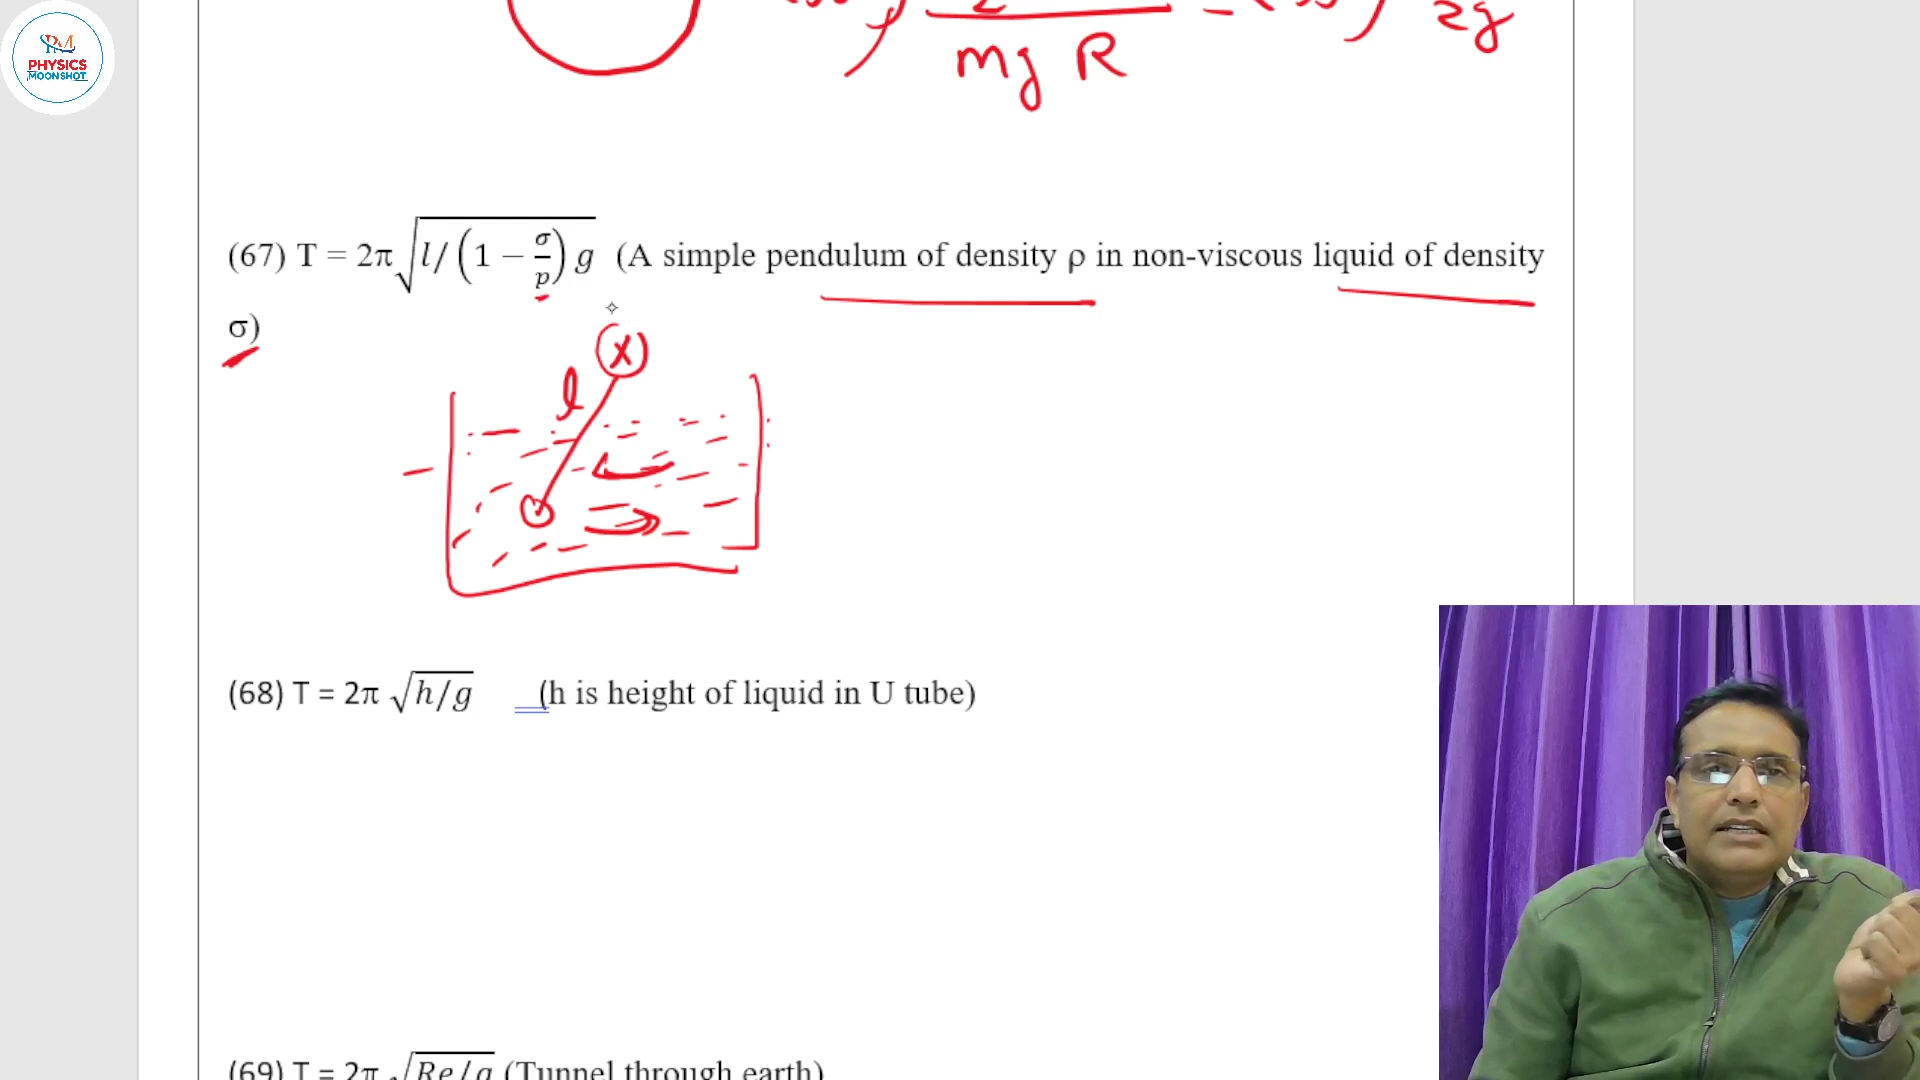 PM
PHYSICS
MOONSHOT
2g
mg R
(67) T = 2π√l/(1 − σ/p)g (A simple pendulum of density ρ in non-viscous liquid of density
σ)
x
l
(68) T = 2π √h/g (h is height of liquid in U tube)
(69) T = 2π √Re/g (Tunnel through earth)